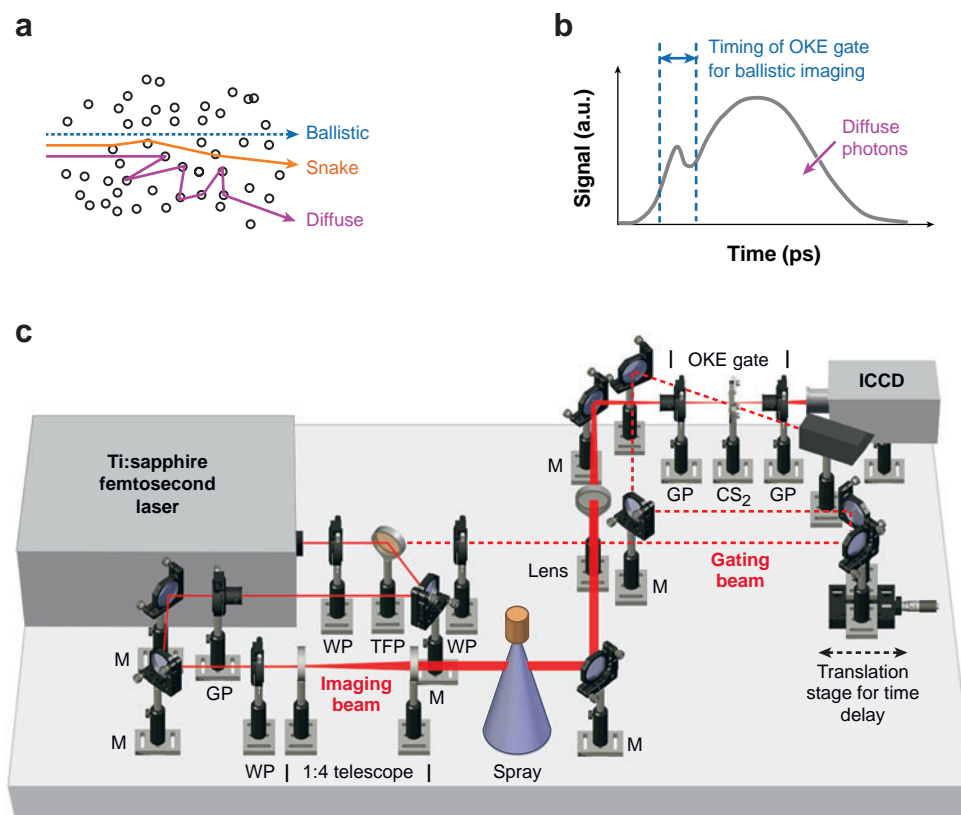 a
Ballistic
Snake
Diffuse
b
Timing of OKE gate
for ballistic imaging
Diffuse
photons
Signal (a.u.)
Time (ps)
c
OKE gate
ICCD
Ti:sapphire
femtosecond
laser
M
GP
CS₂
GP
Lens
M
Gating
beam
WP
TFP
WP
M
GP
Imaging
beam
M
Translation
stage for time
delay
M
WP
1:4 telescope
Spray
M